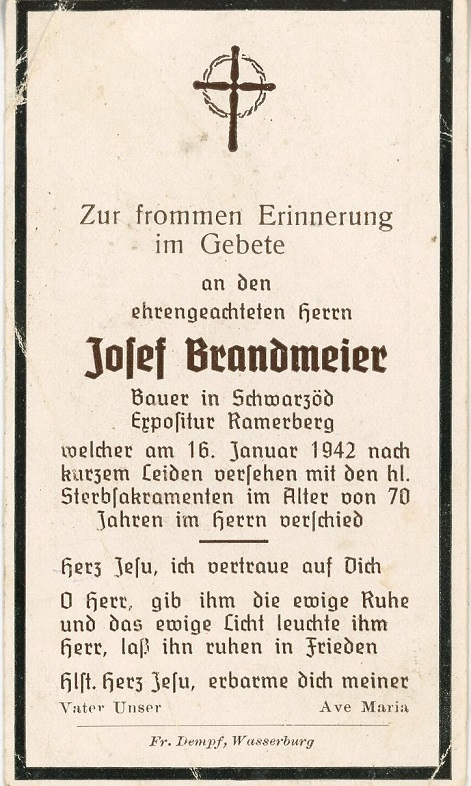 Zur frommen Erinnerung
im Gebete
an den
ehrengeachteten Herrn
Josef Brandmeier
Bauer in Schwarzöd
Expositur Ramerberg
welcher am 16. Januar 1942 nach
kurzem Leiden versehen mit den hl.
Sterbsakramenten im Alter von 70
Jahren im Herrn verschied
Herz Jesu, ich vertraue auf Dich
O Herr, gib ihm die ewige Ruhe
und das ewige Licht leuchte ihm
Herr, laß ihn ruhen in Frieden
Hlst. Herz Jesu, erbarme dich meiner
Vater Unser Ave Maria
Fr. Dempf, Wasserburg